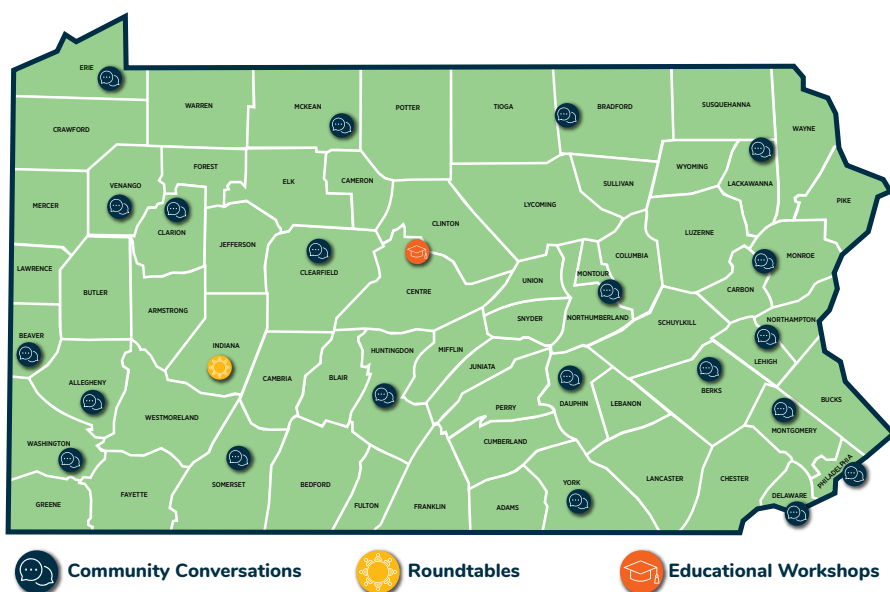 ERIE
WARREN
MCKEAN
POTTER
TIOGA
BRADFORD
SUSQUEHANNA
WAYNE
CRAWFORD
FOREST
ELK
CAMERON
SULLIVAN
WYOMING
LACKAWANNA
PIKE
MERCER
VENANGO
CLARION
JEFFERSON
CLEARFIELD
CLINTON
LYCOMING
COLUMBIA
LUZERNE
MONROE
LAWRENCE
BUTLER
ARMSTRONG
CENTRE
UNION
MONTOUR
CARBON
SNYDER
NORTHUMBERLAND
SCHUYLKILL
NORTHAMPTON
BEAVER
INDIANA
HUNTINGDON
MIFFLIN
LEHIGH
ALLEGHENY
CAMBRIA
BLAIR
JUNIATA
PERRY
DAUPHIN
LEBANON
BERKS
BUCKS
WESTMORELAND
WASHINGTON
CUMBERLAND
MONTGOMERY
PHILADELPHIA
GREENE
FAYETTE
SOMERSET
BEDFORD
FULTON
FRANKLIN
ADAMS
YORK
LANCASTER
CHESTER
DELAWARE
Community Conversations
Roundtables
Educational Workshops